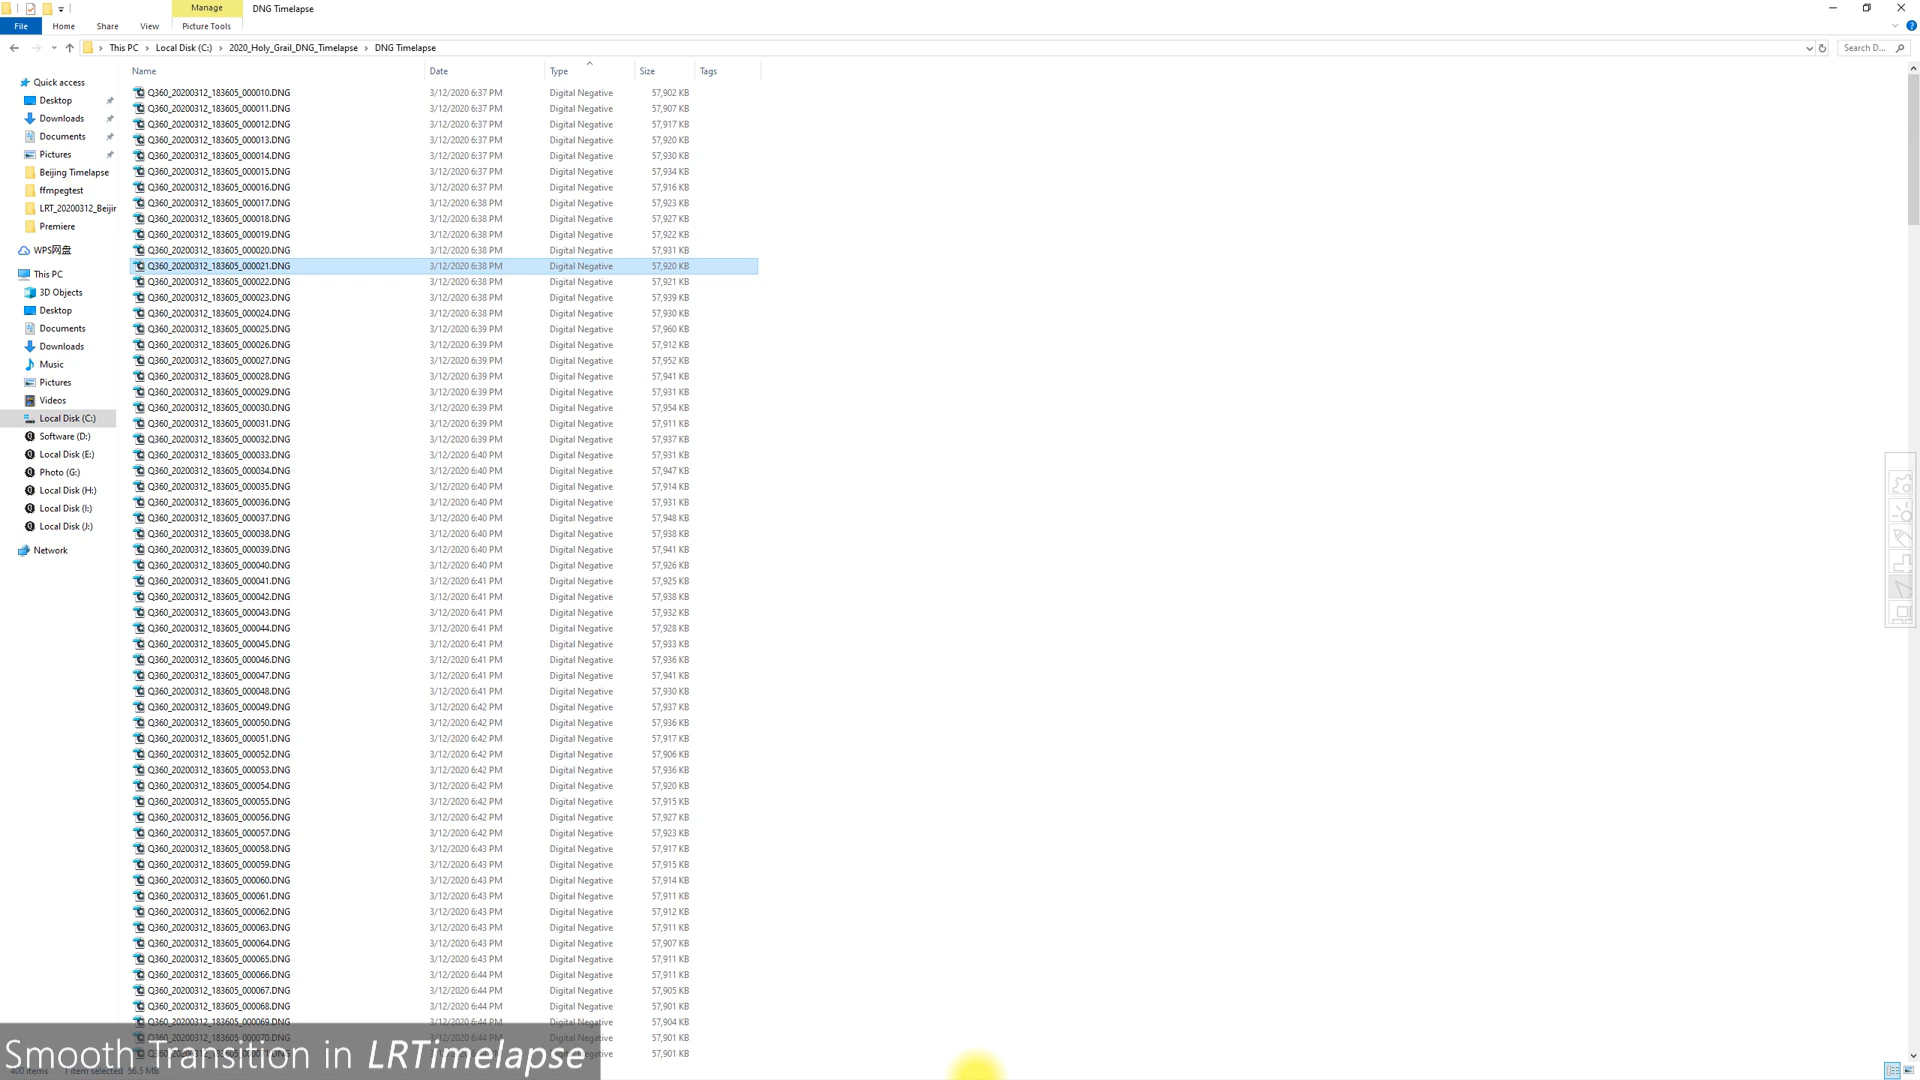 Manage
DNG Timelapse
File
Home
Share
View
Picture Tools
This PC › Local Disk (C:) › 2020_Holy_Grail_DNG_Timelapse › DNG Timelapse
Search D...
Name
Date
Type
Size
Tags
Quick access
Desktop
Downloads
Documents
Pictures
Beijing Timelapse
ffmpegtest
LRT_20200312_Beijir
Premiere
WPS网盘
This PC
3D Objects
Desktop
Documents
Downloads
Music
Pictures
Videos
Local Disk (C:)
Software (D:)
Local Disk (E:)
Photo (G:)
Local Disk (H:)
Local Disk (I:)
Local Disk (J:)
Network
Q360_20200312_183605_000010.DNG 3/12/2020 6:37 PM Digital Negative 57,902 KB
Q360_20200312_183605_000011.DNG 3/12/2020 6:37 PM Digital Negative 57,907 KB
Q360_20200312_183605_000012.DNG 3/12/2020 6:37 PM Digital Negative 57,917 KB
Q360_20200312_183605_000013.DNG 3/12/2020 6:37 PM Digital Negative 57,920 KB
Q360_20200312_183605_000014.DNG 3/12/2020 6:37 PM Digital Negative 57,930 KB
Q360_20200312_183605_000015.DNG 3/12/2020 6:37 PM Digital Negative 57,934 KB
Q360_20200312_183605_000016.DNG 3/12/2020 6:37 PM Digital Negative 57,916 KB
Q360_20200312_183605_000017.DNG 3/12/2020 6:38 PM Digital Negative 57,923 KB
Q360_20200312_183605_000018.DNG 3/12/2020 6:38 PM Digital Negative 57,927 KB
Q360_20200312_183605_000019.DNG 3/12/2020 6:38 PM Digital Negative 57,922 KB
Q360_20200312_183605_000020.DNG 3/12/2020 6:38 PM Digital Negative 57,931 KB
Q360_20200312_183605_000021.DNG 3/12/2020 6:38 PM Digital Negative 57,920 KB
Q360_20200312_183605_000022.DNG 3/12/2020 6:38 PM Digital Negative 57,921 KB
Q360_20200312_183605_000023.DNG 3/12/2020 6:38 PM Digital Negative 57,939 KB
Q360_20200312_183605_000024.DNG 3/12/2020 6:38 PM Digital Negative 57,930 KB
Q360_20200312_183605_000025.DNG 3/12/2020 6:39 PM Digital Negative 57,960 KB
Q360_20200312_183605_000026.DNG 3/12/2020 6:39 PM Digital Negative 57,912 KB
Q360_20200312_183605_000027.DNG 3/12/2020 6:39 PM Digital Negative 57,952 KB
Q360_20200312_183605_000028.DNG 3/12/2020 6:39 PM Digital Negative 57,941 KB
Q360_20200312_183605_000029.DNG 3/12/2020 6:39 PM Digital Negative 57,931 KB
Q360_20200312_183605_000030.DNG 3/12/2020 6:39 PM Digital Negative 57,954 KB
Q360_20200312_183605_000031.DNG 3/12/2020 6:39 PM Digital Negative 57,911 KB
Q360_20200312_183605_000032.DNG 3/12/2020 6:39 PM Digital Negative 57,937 KB
Q360_20200312_183605_000033.DNG 3/12/2020 6:40 PM Digital Negative 57,931 KB
Q360_20200312_183605_000034.DNG 3/12/2020 6:40 PM Digital Negative 57,947 KB
Q360_20200312_183605_000035.DNG 3/12/2020 6:40 PM Digital Negative 57,914 KB
Q360_20200312_183605_000036.DNG 3/12/2020 6:40 PM Digital Negative 57,931 KB
Q360_20200312_183605_000037.DNG 3/12/2020 6:40 PM Digital Negative 57,948 KB
Q360_20200312_183605_000038.DNG 3/12/2020 6:40 PM Digital Negative 57,938 KB
Q360_20200312_183605_000039.DNG 3/12/2020 6:40 PM Digital Negative 57,941 KB
Q360_20200312_183605_000040.DNG 3/12/2020 6:40 PM Digital Negative 57,926 KB
Q360_20200312_183605_000041.DNG 3/12/2020 6:41 PM Digital Negative 57,925 KB
Q360_20200312_183605_000042.DNG 3/12/2020 6:41 PM Digital Negative 57,938 KB
Q360_20200312_183605_000043.DNG 3/12/2020 6:41 PM Digital Negative 57,932 KB
Q360_20200312_183605_000044.DNG 3/12/2020 6:41 PM Digital Negative 57,928 KB
Q360_20200312_183605_000045.DNG 3/12/2020 6:41 PM Digital Negative 57,933 KB
Q360_20200312_183605_000046.DNG 3/12/2020 6:41 PM Digital Negative 57,936 KB
Q360_20200312_183605_000047.DNG 3/12/2020 6:41 PM Digital Negative 57,941 KB
Q360_20200312_183605_000048.DNG 3/12/2020 6:41 PM Digital Negative 57,930 KB
Q360_20200312_183605_000049.DNG 3/12/2020 6:42 PM Digital Negative 57,937 KB
Q360_20200312_183605_000050.DNG 3/12/2020 6:42 PM Digital Negative 57,936 KB
Q360_20200312_183605_000051.DNG 3/12/2020 6:42 PM Digital Negative 57,917 KB
Q360_20200312_183605_000052.DNG 3/12/2020 6:42 PM Digital Negative 57,906 KB
Q360_20200312_183605_000053.DNG 3/12/2020 6:42 PM Digital Negative 57,936 KB
Q360_20200312_183605_000054.DNG 3/12/2020 6:42 PM Digital Negative 57,920 KB
Q360_20200312_183605_000055.DNG 3/12/2020 6:42 PM Digital Negative 57,915 KB
Q360_20200312_183605_000056.DNG 3/12/2020 6:42 PM Digital Negative 57,927 KB
Q360_20200312_183605_000057.DNG 3/12/2020 6:42 PM Digital Negative 57,923 KB
Q360_20200312_183605_000058.DNG 3/12/2020 6:43 PM Digital Negative 57,917 KB
Q360_20200312_183605_000059.DNG 3/12/2020 6:43 PM Digital Negative 57,915 KB
Q360_20200312_183605_000060.DNG 3/12/2020 6:43 PM Digital Negative 57,914 KB
Q360_20200312_183605_000061.DNG 3/12/2020 6:43 PM Digital Negative 57,911 KB
Q360_20200312_183605_000062.DNG 3/12/2020 6:43 PM Digital Negative 57,912 KB
Q360_20200312_183605_000063.DNG 3/12/2020 6:43 PM Digital Negative 57,911 KB
Q360_20200312_183605_000064.DNG 3/12/2020 6:43 PM Digital Negative 57,907 KB
Q360_20200312_183605_000065.DNG 3/12/2020 6:43 PM Digital Negative 57,911 KB
Q360_20200312_183605_000066.DNG 3/12/2020 6:44 PM Digital Negative 57,911 KB
Q360_20200312_183605_000067.DNG 3/12/2020 6:44 PM Digital Negative 57,905 KB
Q360_20200312_183605_000068.DNG 3/12/2020 6:44 PM Digital Negative 57,901 KB
Q360_20200312_183605_000069.DNG 3/12/2020 6:44 PM Digital Negative 57,904 KB
Q360_20200312_183605_000070.DNG 3/12/2020 6:44 PM Digital Negative 57,901 KB
57,901 KB
Smooth Transition in LRTimelapse
400 items 1 item selected 56.5 MB